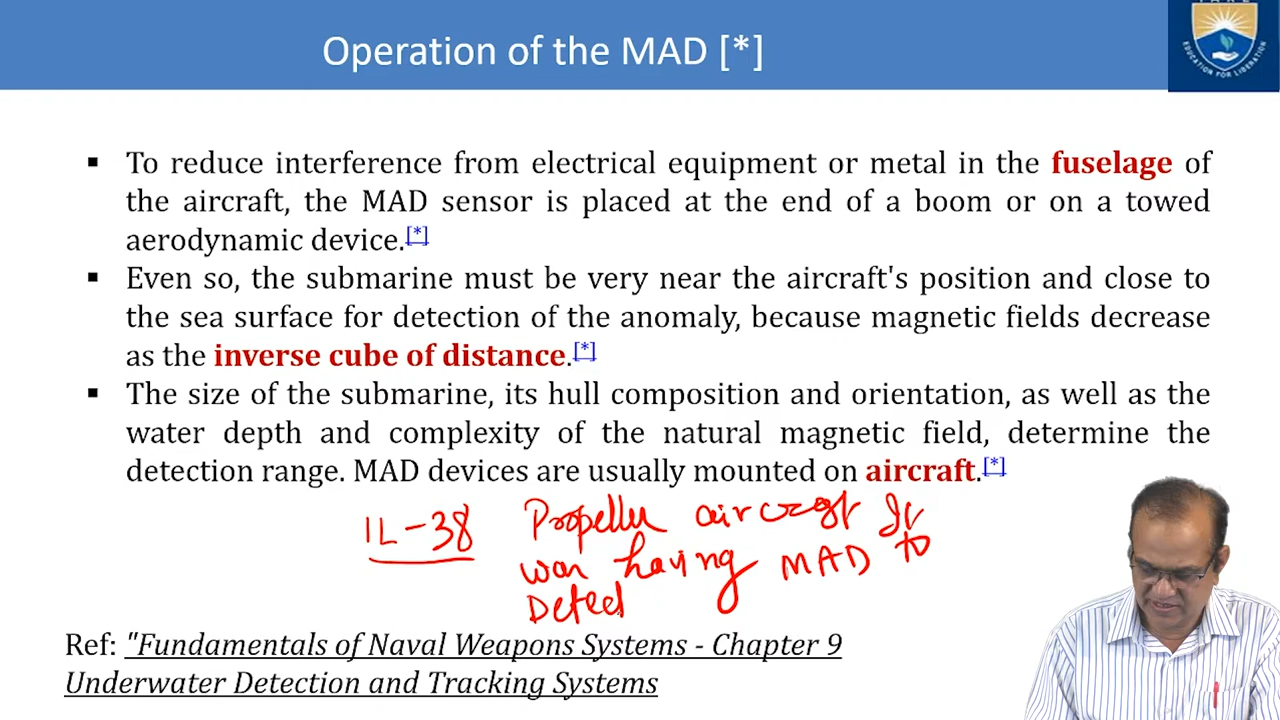 Operation of the MAD [*]
EDUCATION FOR LIBERATION
▪ To reduce interference from electrical equipment or metal in the fuselage of
the aircraft, the MAD sensor is placed at the end of a boom or on a towed
aerodynamic device.[*]
▪ Even so, the submarine must be very near the aircraft's position and close to
the sea surface for detection of the anomaly, because magnetic fields decrease
as the inverse cube of distance.[*]
▪ The size of the submarine, its hull composition and orientation, as well as the
water depth and complexity of the natural magnetic field, determine the
detection range. MAD devices are usually mounted on aircraft.[*]
IL-38 Propeller aircraft It
was having MAD to
Detect
Ref: "Fundamentals of Naval Weapons Systems - Chapter 9
Underwater Detection and Tracking Systems